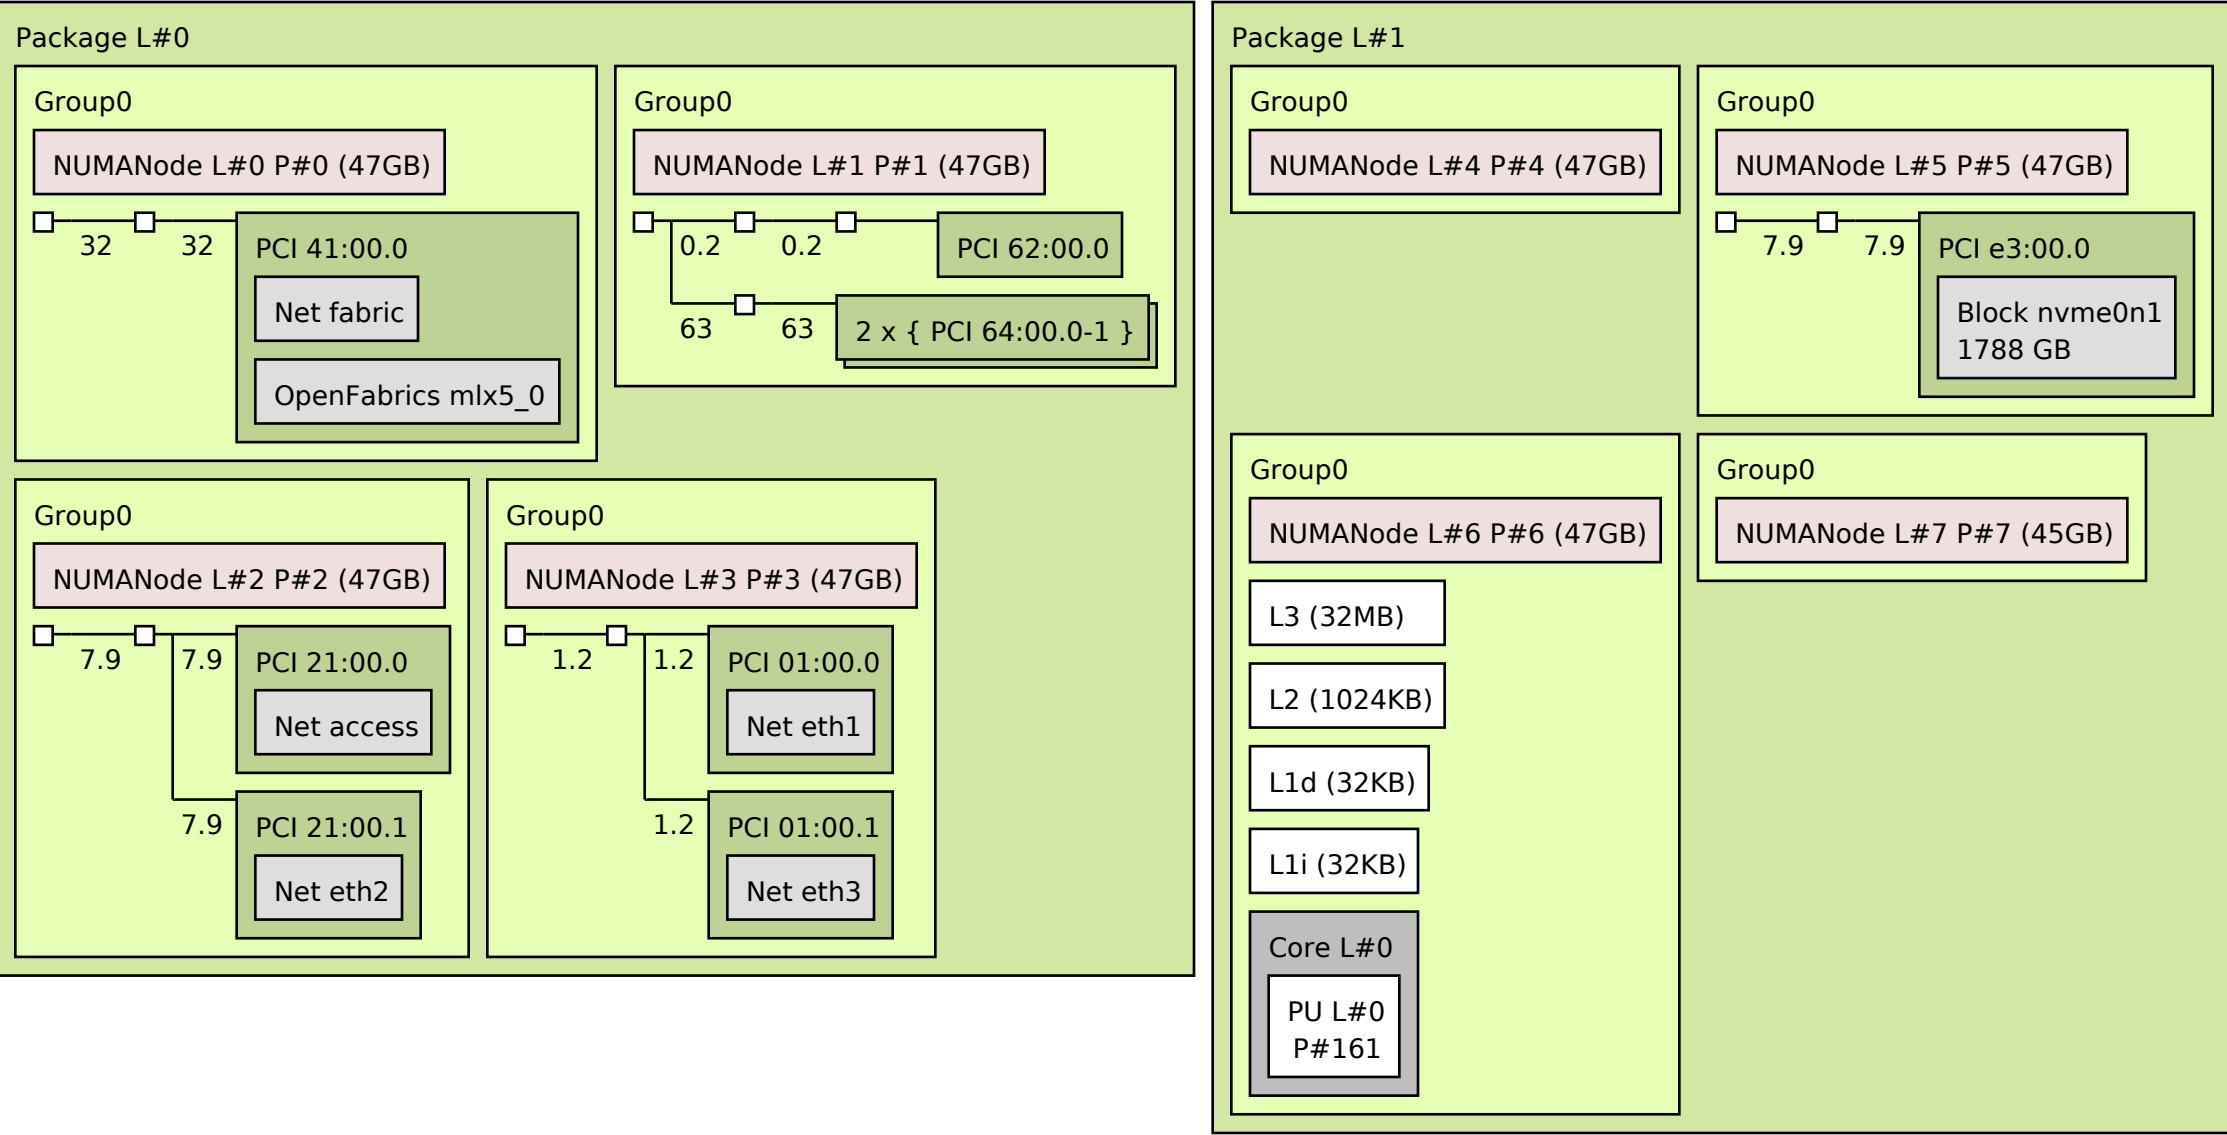 Package L#0
Group0
NUMANode L#0 P#0 (47GB)
32
32
PCI 41:00.0
Net fabric
OpenFabrics mlx5_0
Group0
NUMANode L#1 P#1 (47GB)
0.2
0.2
PCI 62:00.0
63
63
2 x { PCI 64:00.0-1 }
Group0
NUMANode L#2 P#2 (47GB)
7.9
7.9
PCI 21:00.0
Net access
7.9
PCI 21:00.1
Net eth2
Group0
NUMANode L#3 P#3 (47GB)
1.2
1.2
PCI 01:00.0
Net eth1
1.2
PCI 01:00.1
Net eth3
Package L#1
Group0
NUMANode L#4 P#4 (47GB)
Group0
NUMANode L#5 P#5 (47GB)
7.9
7.9
PCI e3:00.0
Block nvme0n1
1788 GB
Group0
NUMANode L#6 P#6 (47GB)
L3 (32MB)
L2 (1024KB)
L1d (32KB)
L1i (32KB)
Core L#0
PU L#0
P#161
Group0
NUMANode L#7 P#7 (45GB)